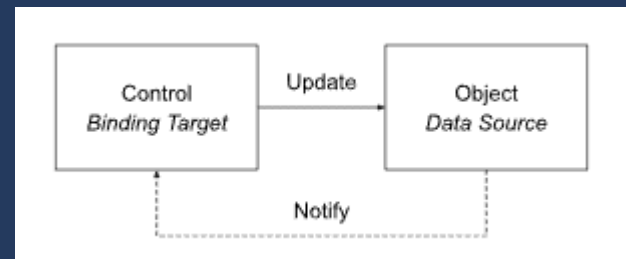 Control
Binding Target
Update
Object
Data Source
Notify